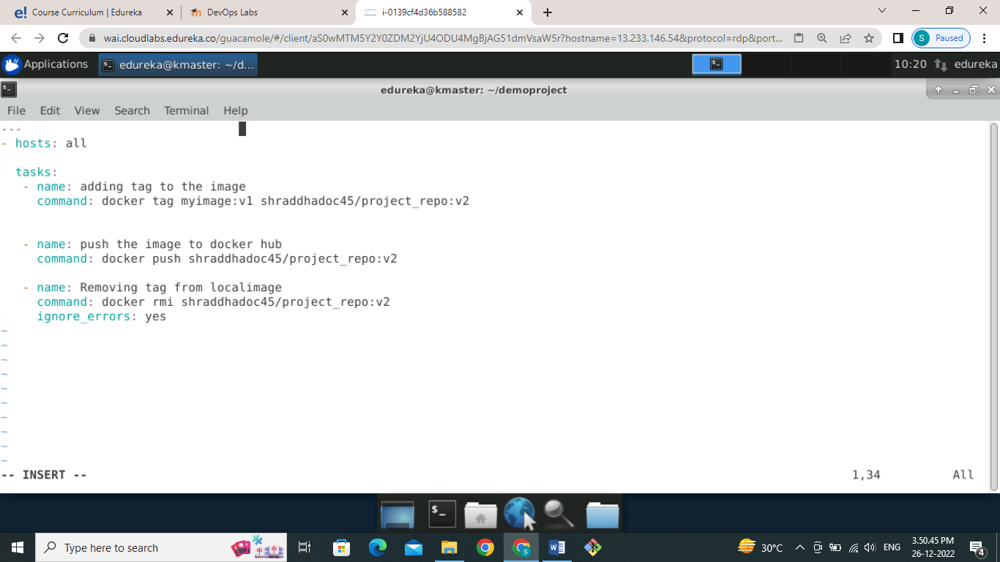 Course Curriculum | Edureka
DevOps Labs
i-0139cf4d36b588582
wai.cloudlabs.edureka.co/guacamole/#/client/aS0wMTM5Y2Y0ZDM2YjU4ODU4MgBjAG51dmVsaW5r?hostname=13.233.146.54&protocol=rdp&port...
S Paused
Applications
edureka@kmaster: ~/d...
10:20
edureka
edureka@kmaster: ~/demoproject
File Edit View Search Terminal Help
---
- hosts: all
tasks:
- name: adding tag to the image
command: docker tag myimage:v1 shraddhadoc45/project_repo:v2
- name: push the image to docker hub
command: docker push shraddhadoc45/project_repo:v2
- name: Removing tag from localimage
command: docker rmi shraddhadoc45/project_repo:v2
ignore_errors: yes
~
~
~
~
~
~
~
~
~
~
-- INSERT -- 1,34 All
Type here to search
30°C
ENG
3.50.45 PM
26-12-2022
4